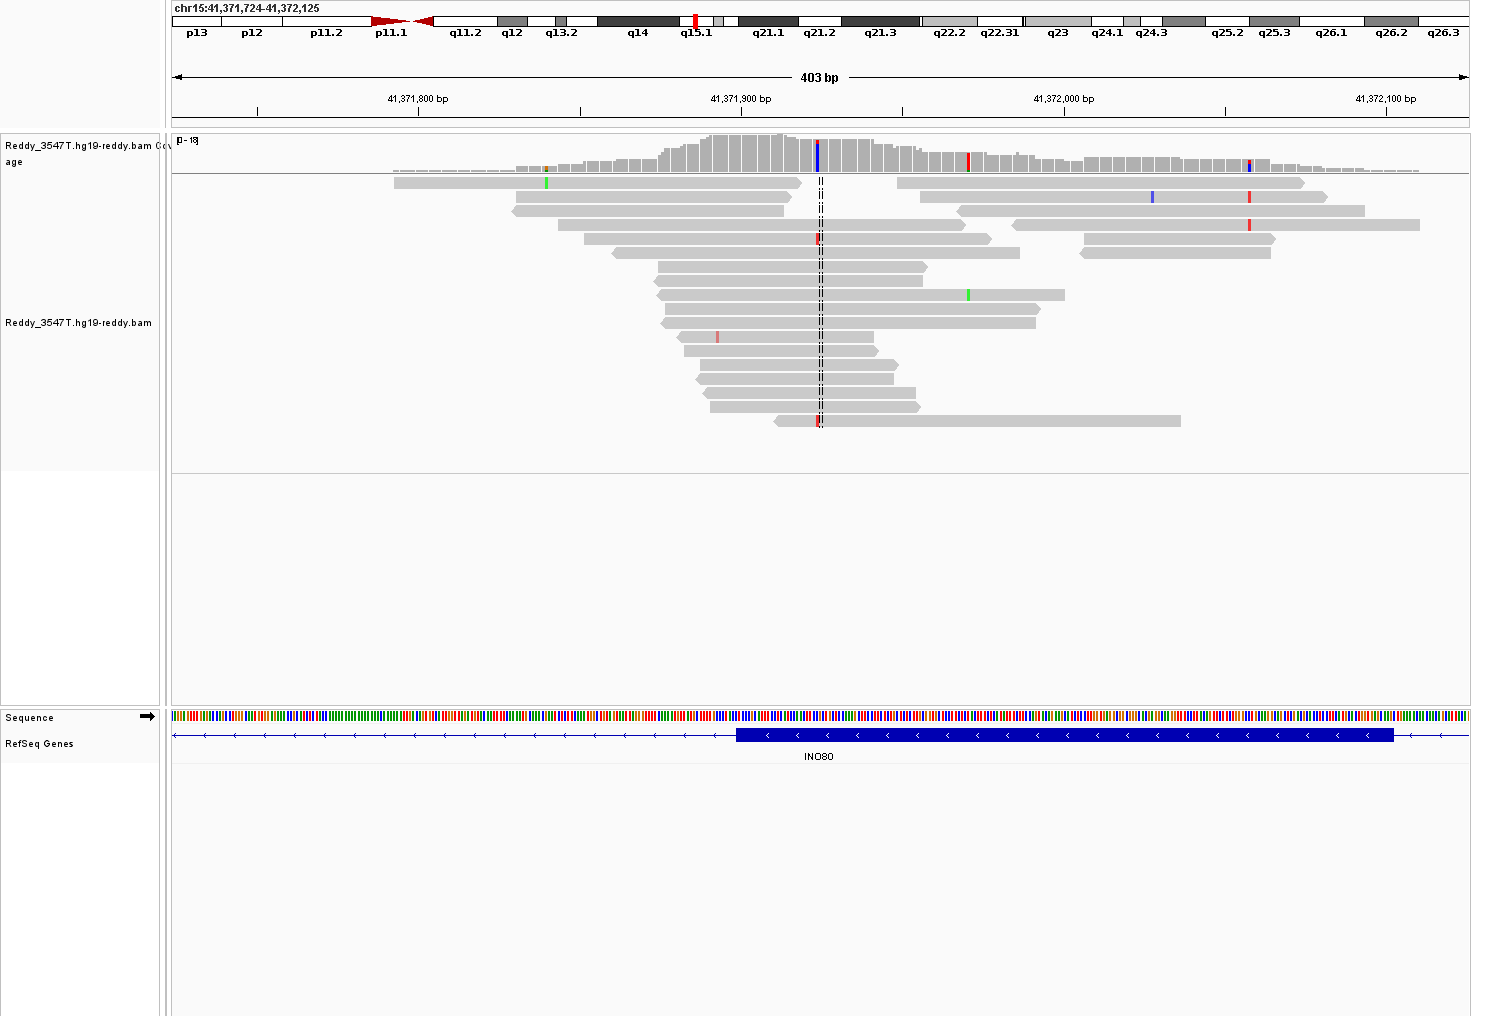 chr15:41,371,724-41,372,125
p13 p12 p11.2 p11.1 q11.2 q12 q13.2 q14 q15.1 q21.1 q21.2 q21.3 q22.2 q22.31 q23 q24.1 q24.3 q25.2 q25.3 q26.1 q26.2 q26.3
403 bp
41,371,800 bp 41,371,900 bp 41,372,000 bp 41,372,100 bp
Reddy_3547T.hg19-reddy.bam Cov
age
[0 - 18]
Reddy_3547T.hg19-reddy.bam
Sequence
RefSeq Genes
INO80